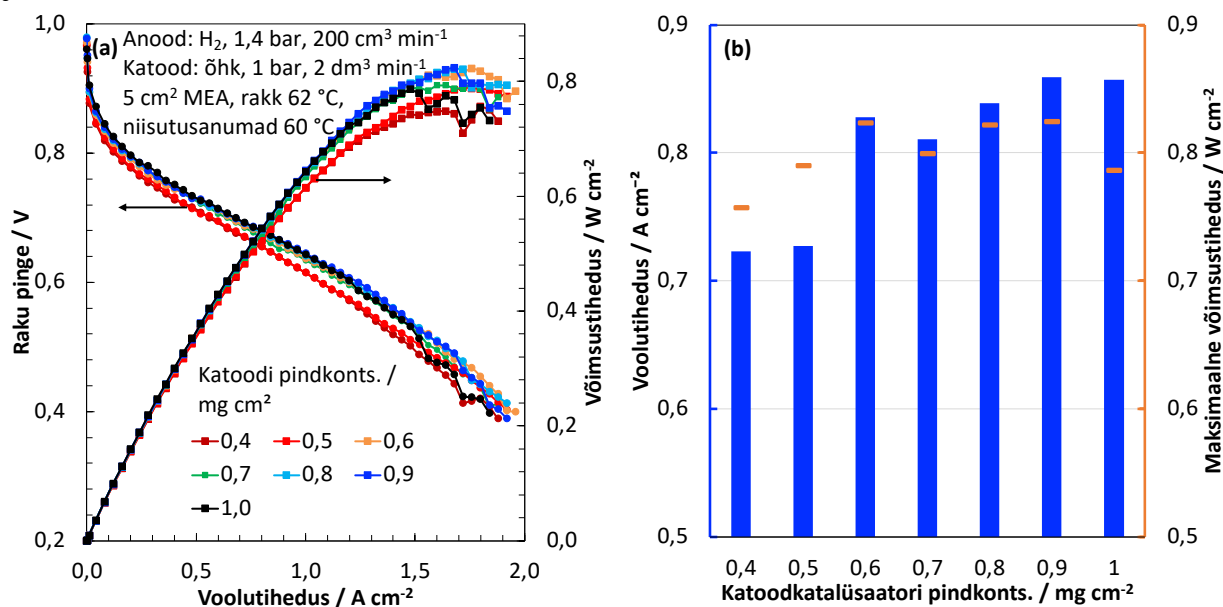 (a)
Anood: H₂, 1,4 bar, 200 cm³ min⁻¹
Katood: õhk, 1 bar, 2 dm³ min⁻¹
5 cm² MEA, rakk 62 °C,
niisutusanumad 60 °C
Raku pinge / V
1,0
0,8
0,6
0,4
0,2
Katoodi pindkonts. /
mg cm²
0,4 0,5 0,6
0,7 0,8 0,9
1,0
0,0 0,5 1,0 1,5 2,0
Voolutihedus / A cm⁻²
0,8
0,6
0,4
0,2
0,0
Võimsustihedus / W cm⁻²
(b)
Voolutihedus / A cm⁻²
0,9
0,8
0,7
0,6
0,5
0,4 0,5 0,6 0,7 0,8 0,9 1
Katoodkatalüsaatori pindkonts. / mg cm⁻²
0,9
0,8
0,7
0,6
0,5
Maksimaalne võimsustihedus / W cm⁻²